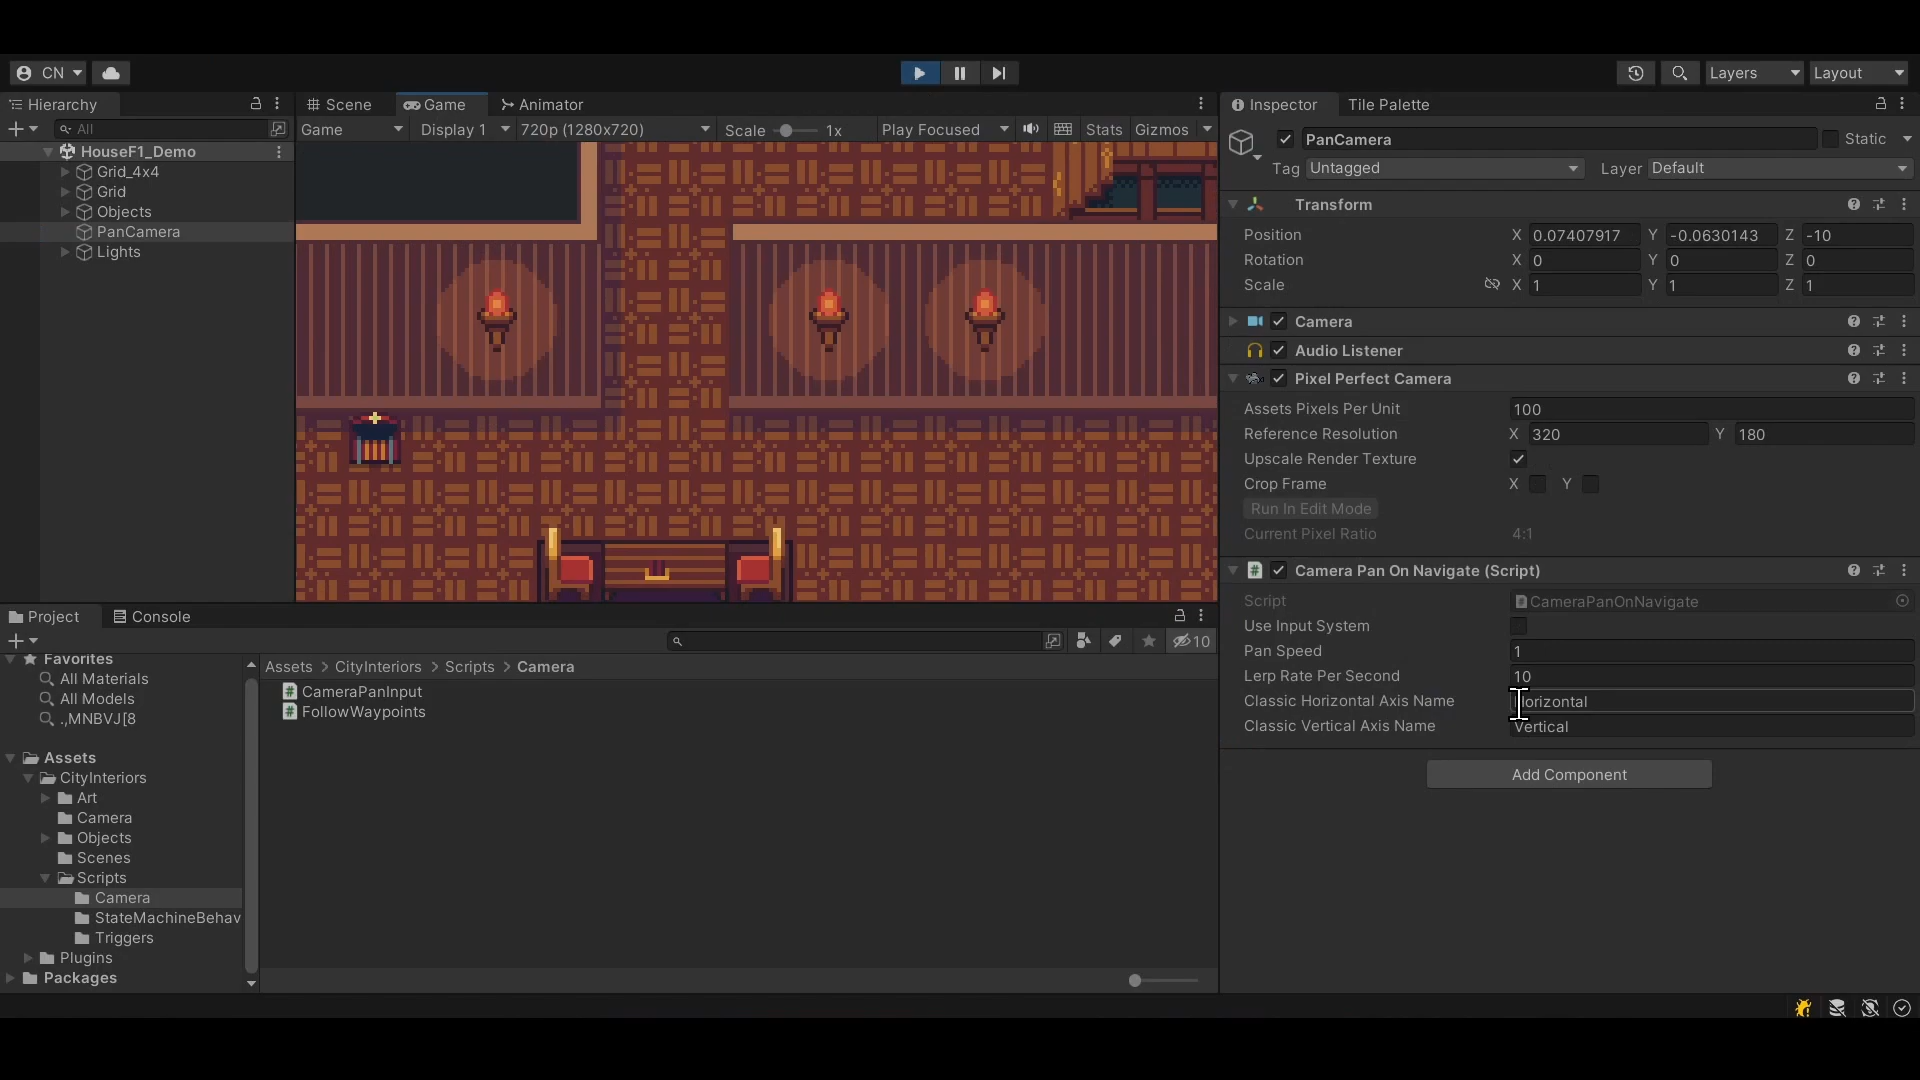 CN
Layers
Layout
Hierarchy
Scene
Game
Animator
Inspector
Tile Palette
All
Game
Display 1
720p (1280x720)
Scale
1x
Play Focused
Stats
Gizmos
PanCamera
Static
HouseF1_Demo
Grid_4x4
Grid
Objects
PanCamera
Lights
Tag
Untagged
Layer
Default
Transform
Position
X 0.07407917 Y -0.0630143 Z -10
Rotation
X 0 Y 0 Z 0
Scale
X 1 Y 1 Z 1
Camera
Audio Listener
Pixel Perfect Camera
Assets Pixels Per Unit
100
Reference Resolution
X 320 Y 180
Upscale Render Texture
Crop Frame
X Y
Run In Edit Mode
Current Pixel Ratio
4:1
Camera Pan On Navigate (Script)
Script
CameraPanOnNavigate
Use Input System
Pan Speed
1
Lerp Rate Per Second
10
Classic Horizontal Axis Name
Horizontal
Classic Vertical Axis Name
Vertical
Add Component
Project
Console
10
Favorites
All Materials
All Models
.,MNBVJ[8
Assets
CityInteriors
Art
Camera
Objects
Scenes
Scripts
Camera
StateMachineBehav
Triggers
Plugins
Packages
Assets > CityInteriors > Scripts > Camera
CameraPanInput
FollowWaypoints